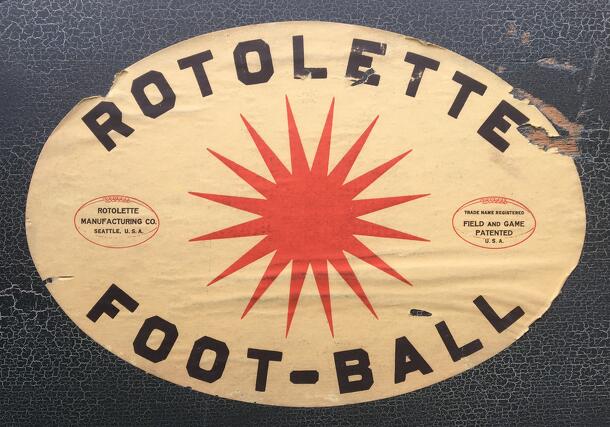 ROTOLETTE
ROTOLETTE
MANUFACTURING CO.
SEATTLE, U.S.A.
TRADE NAME REGISTERED
FIELD AND GAME
PATENTED
U.S.A.
FOOT-BALL